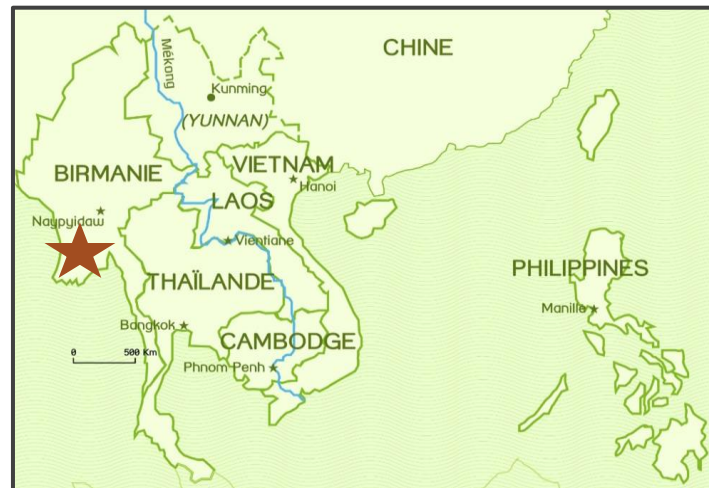 CHINE
Mékong
Kunming
(YUNNAN)
VIETNAM
Hanoi
BIRMANIE
LAOS
Naypyidaw
Vientiane
THAÏLANDE
PHILIPPINES
Manille
Bangkok
CAMBODGE
0 500 Km
Phnom Penh